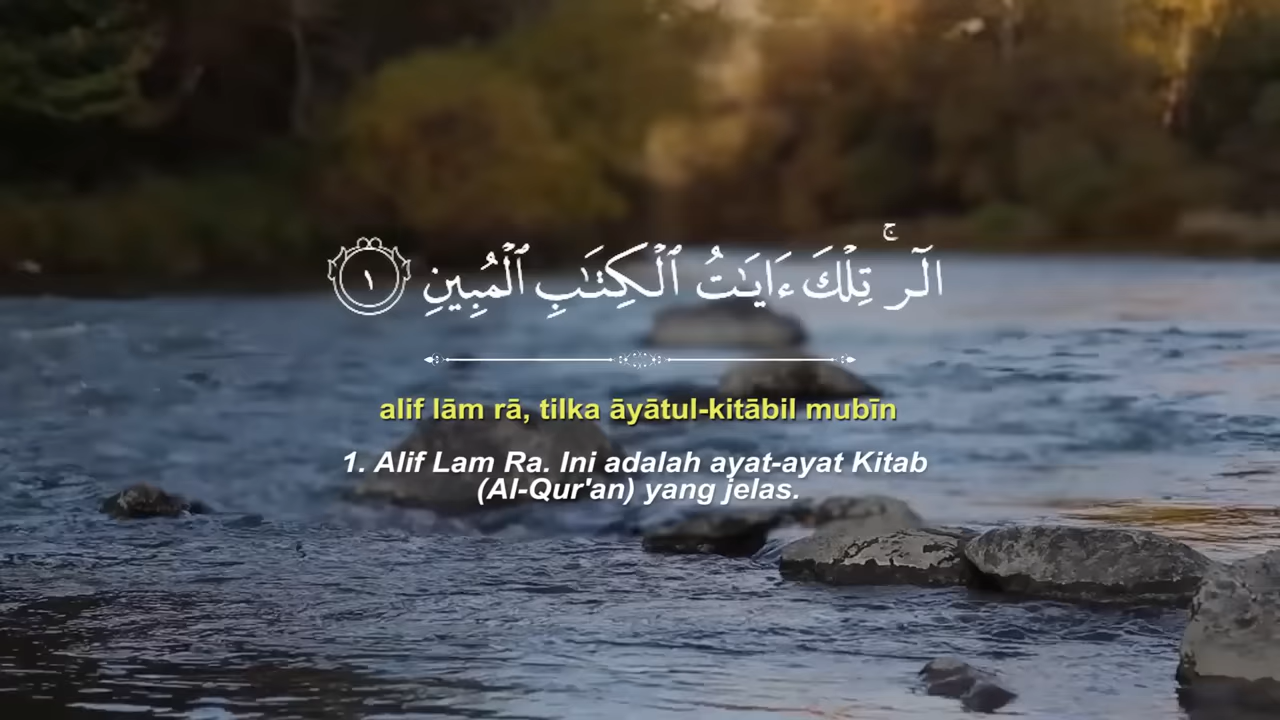 الٓرۚ تِلْكَ ءَايَٰتُ ٱلْكِتَٰبِ ٱلْمُبِينِ ١
alif lām rā, tilka āyātul-kitābil mubīn
1. Alif Lam Ra. Ini adalah ayat-ayat Kitab
(Al-Qur'an) yang jelas.